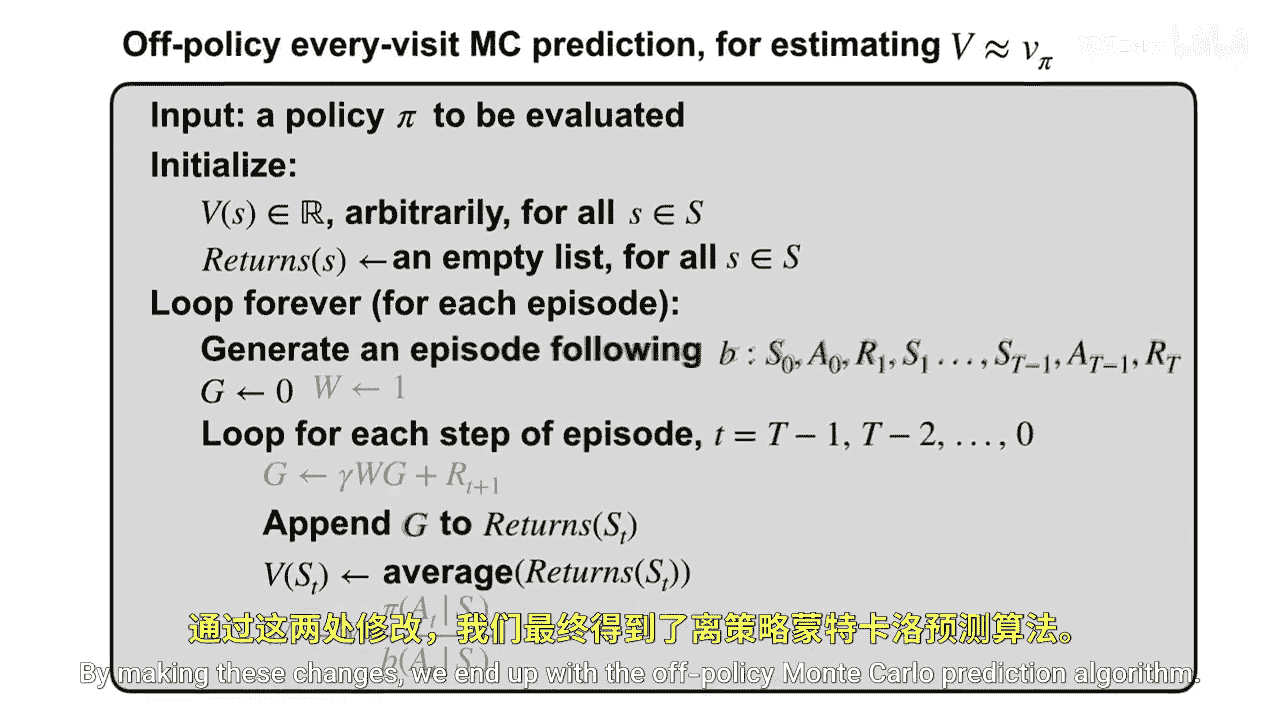 Off-policy every-visit MC prediction, for estimating V ≈ v_π
Input: a policy π to be evaluated
Initialize:
V(s) ∈ ℝ, arbitrarily, for all s ∈ S
Returns(s) ← an empty list, for all s ∈ S
Loop forever (for each episode):
Generate an episode following b : S_0, A_0, R_1, S_1 …, S_{T−1}, A_{T−1}, R_T
G ← 0 W ← 1
Loop for each step of episode, t = T − 1, T − 2, …, 0
G ← γWG + R_{t+1}
Append G to Returns(S_t)
V(S_t) ← average(Returns(S_t))
π(A_t | S_t)
通过这两处修改，我们最终得到了离策略蒙特卡洛预测算法。
b(A_t | S_t)
By making these changes, we end up with the off-policy Monte Carlo prediction algorithm.